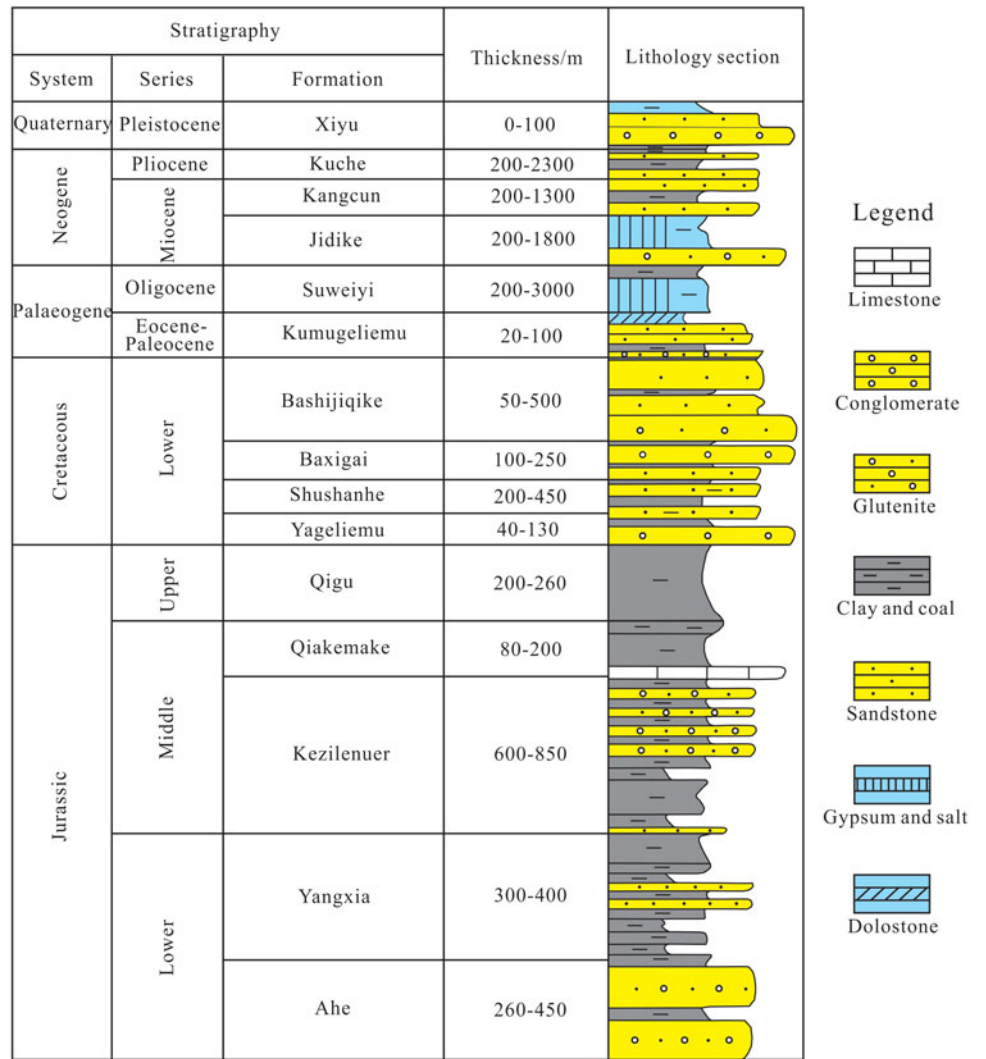 Stratigraphy
Thickness/m
Lithology section
System
Series
Formation
Quaternary
Pleistocene
Xiyu
0-100
Neogene
Pliocene
Kuche
200-2300
Miocene
Kangcun
200-1300
Jidike
200-1800
Palaeogene
Oligocene
Suweiyi
200-3000
Eocene-
Paleocene
Kumugeliemu
20-100
Cretaceous
Lower
Bashijiqike
50-500
Baxigai
100-250
Shushanhe
200-450
Yageliemu
40-130
Jurassic
Upper
Qigu
200-260
Middle
Qiakemake
80-200
Kezilenuer
600-850
Lower
Yangxia
300-400
Ahe
260-450
Legend
Limestone
Conglomerate
Glutenite
Clay and coal
Sandstone
Gypsum and salt
Dolostone